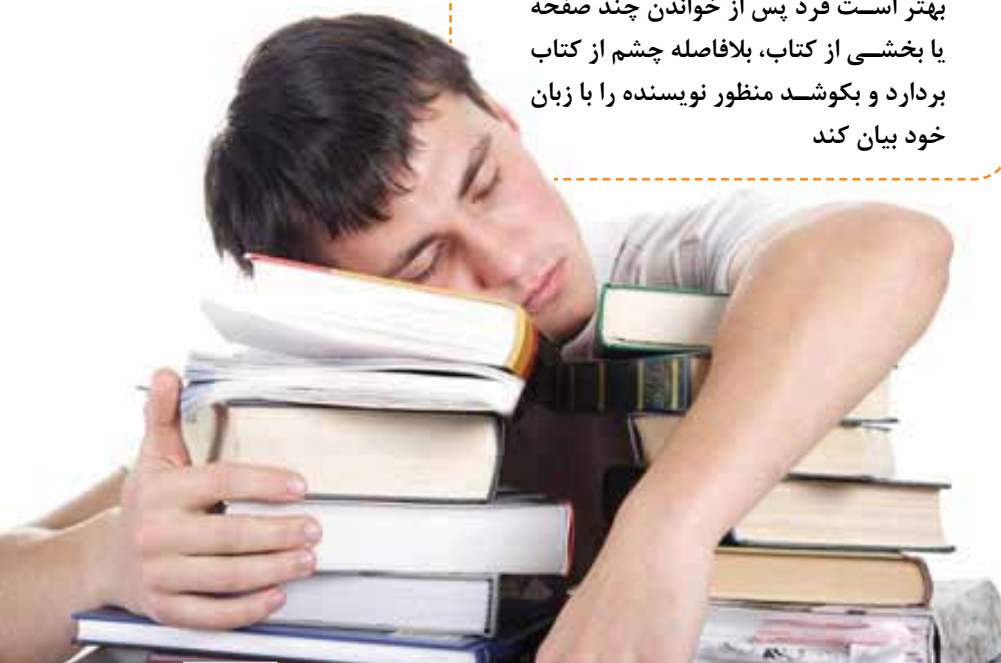 بهتر است فرد پس از خواندن چند صفحه
یا بخشی از کتاب، بلافاصله چشم از کتاب
بردارد و بکوشد منظور نویسنده را با زبان
خود بیان کند